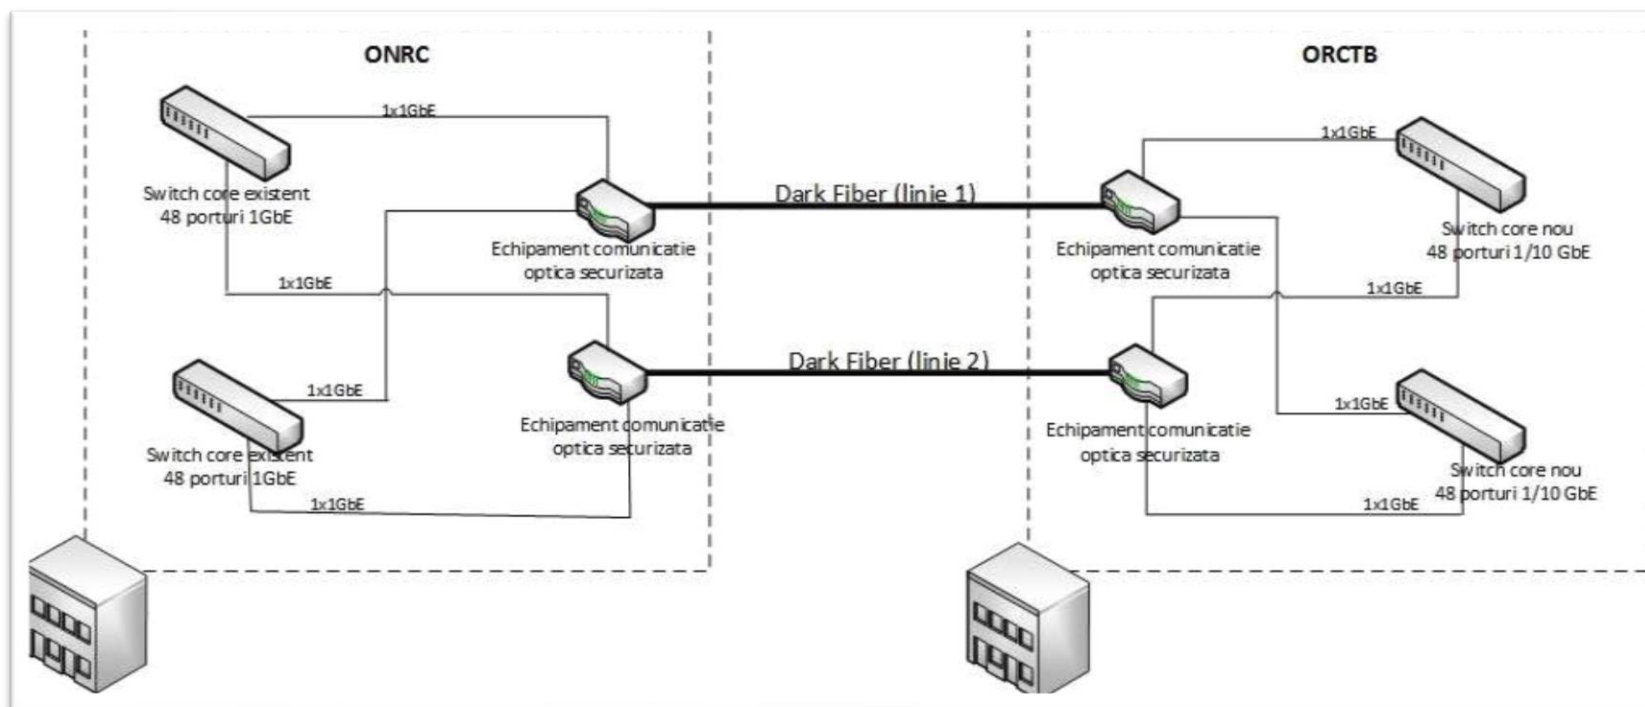 ONRC
ORCTB
1x1GbE
1x1GbE
Switch core existent
48 porturi 1GbE
Dark Fiber (linie 1)
Switch core nou
48 porturi 1/10 GbE
Echipament comunicatie
optica securizata
Echipament comunicatie
optica securizata
1x1GbE
1x1GbE
Dark Fiber (linie 2)
1x1GbE
1x1GbE
Echipament comunicatie
optica securizata
Echipament comunicatie
optica securizata
Switch core existent
48 porturi 1GbE
Switch core nou
48 porturi 1/10 GbE
1x1GbE
1x1GbE